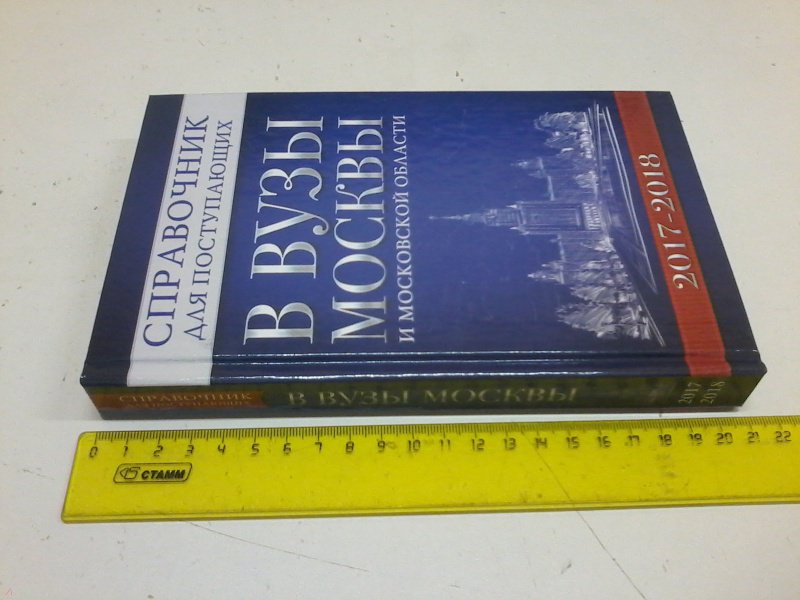 СПРАВОЧНИК
ДЛЯ ПОСТУПАЮЩИХ
В ВУЗЫ
МОСКВЫ
И МОСКОВСКОЙ ОБЛАСТИ
2017-2018
СПРАВОЧНИК
ДЛЯ ПОСТУПАЮЩИХ
В ВУЗЫ МОСКВЫ
2017
2018
0 1 2 3 4 5 6 7 8 9 10 11 12 13 14 15 16 17 18 19 20 21 22
СТАММ